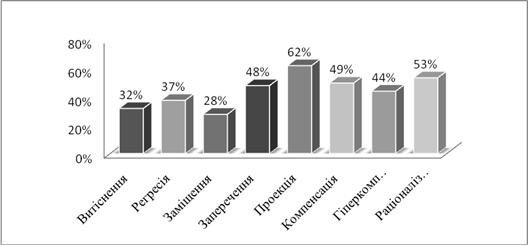 80%
60%
40%
20%
0%
32%
37%
28%
48%
62%
49%
44%
53%
Витіснення
Регресія
Заміщення
Заперечення
Проекція
Компенсація
Гіперкомп..
Раціоналіз..